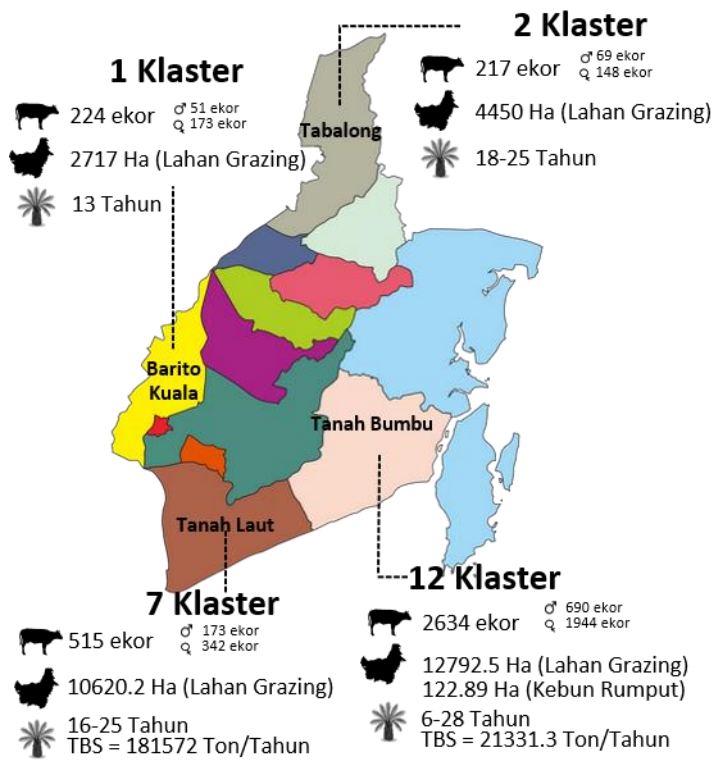 2 Klaster
217 ekor
♂ 69 ekor
♀ 148 ekor
4450 Ha (Lahan Grazing)
18-25 Tahun
1 Klaster
224 ekor
♂ 51 ekor
♀ 173 ekor
2717 Ha (Lahan Grazing)
13 Tahun
Tabalong
Barito
Kuala
Tanah Bumbu
Tanah Laut
7 Klaster
515 ekor
♂ 173 ekor
♀ 342 ekor
10620.2 Ha (Lahan Grazing)
16-25 Tahun
TBS = 181572 Ton/Tahun
12 Klaster
2634 ekor
♂ 690 ekor
♀ 1944 ekor
12792.5 Ha (Lahan Grazing)
122.89 Ha (Kebun Rumput)
6-28 Tahun
TBS = 21331.3 Ton/Tahun